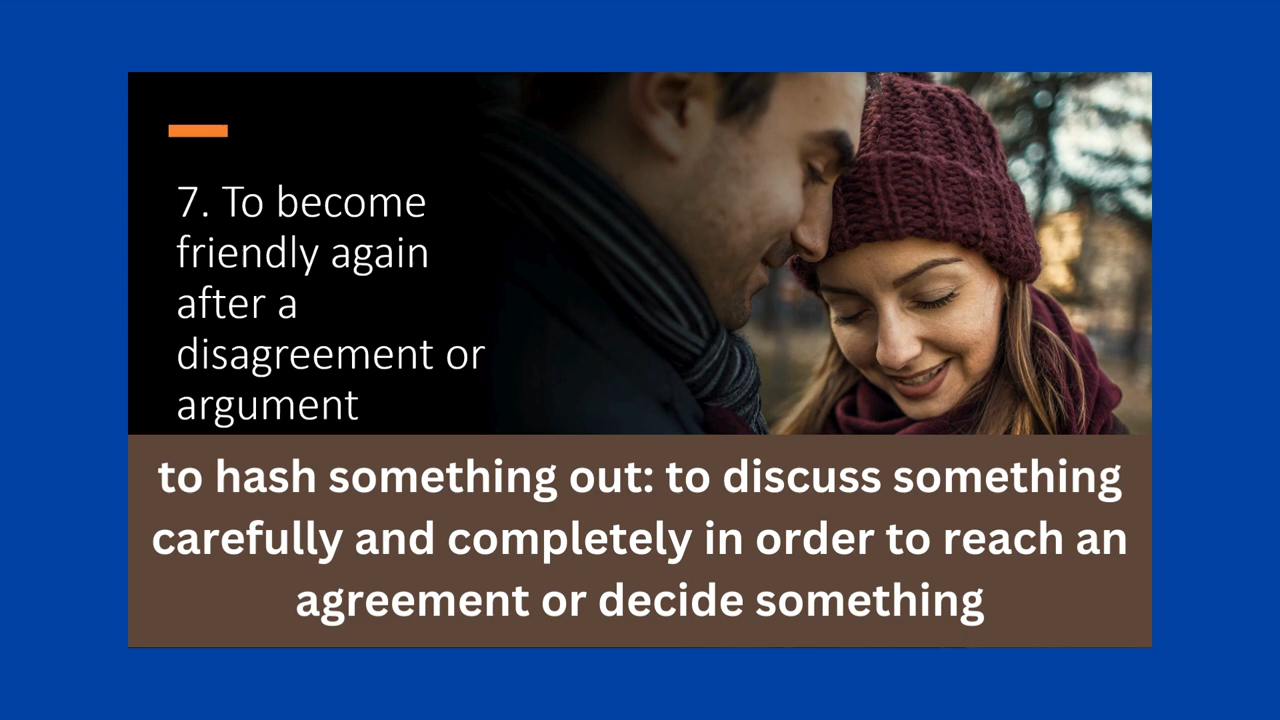 7. To become
friendly again
after a
disagreement or
argument
to hash something out: to discuss something
carefully and completely in order to reach an
agreement or decide something